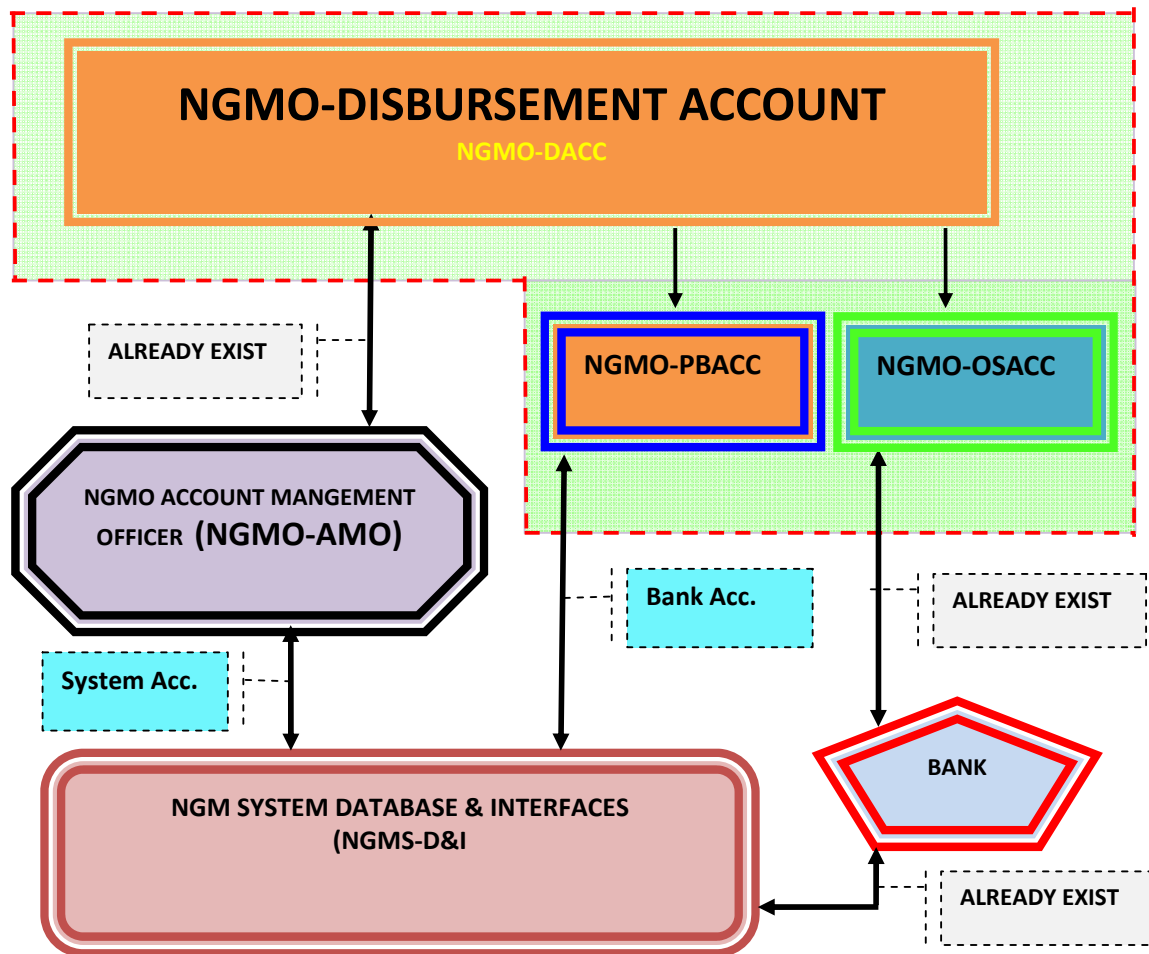 NGMO-DISBURSEMENT ACCOUNT
NGMO-DACC
ALREADY EXIST
NGMO-PBACC
NGMO-OSACC
NGMO ACCOUNT MANGEMENT
OFFICER (NGMO-AMO)
Bank Acc.
ALREADY EXIST
System Acc.
BANK
NGM SYSTEM DATABASE & INTERFACES
(NGMS-D&I
ALREADY EXIST